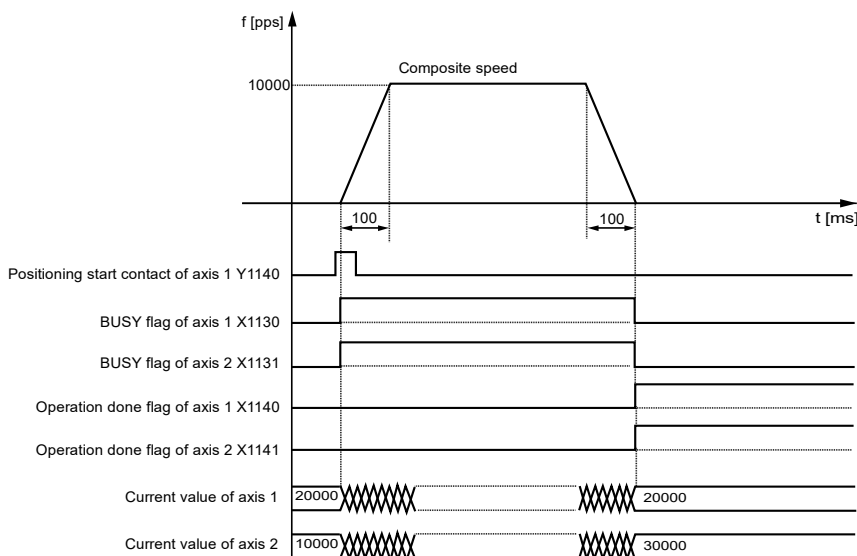 f [pps]
Composite speed
10000
t [ms]
100
100
Positioning start contact of axis 1 Y1140
BUSY flag of axis 1 X1130
BUSY flag of axis 2 X1131
Operation done flag of axis 1 X1140
Operation done flag of axis 2 X1141
Current value of axis 1 20000 20000
Current value of axis 2 10000 30000